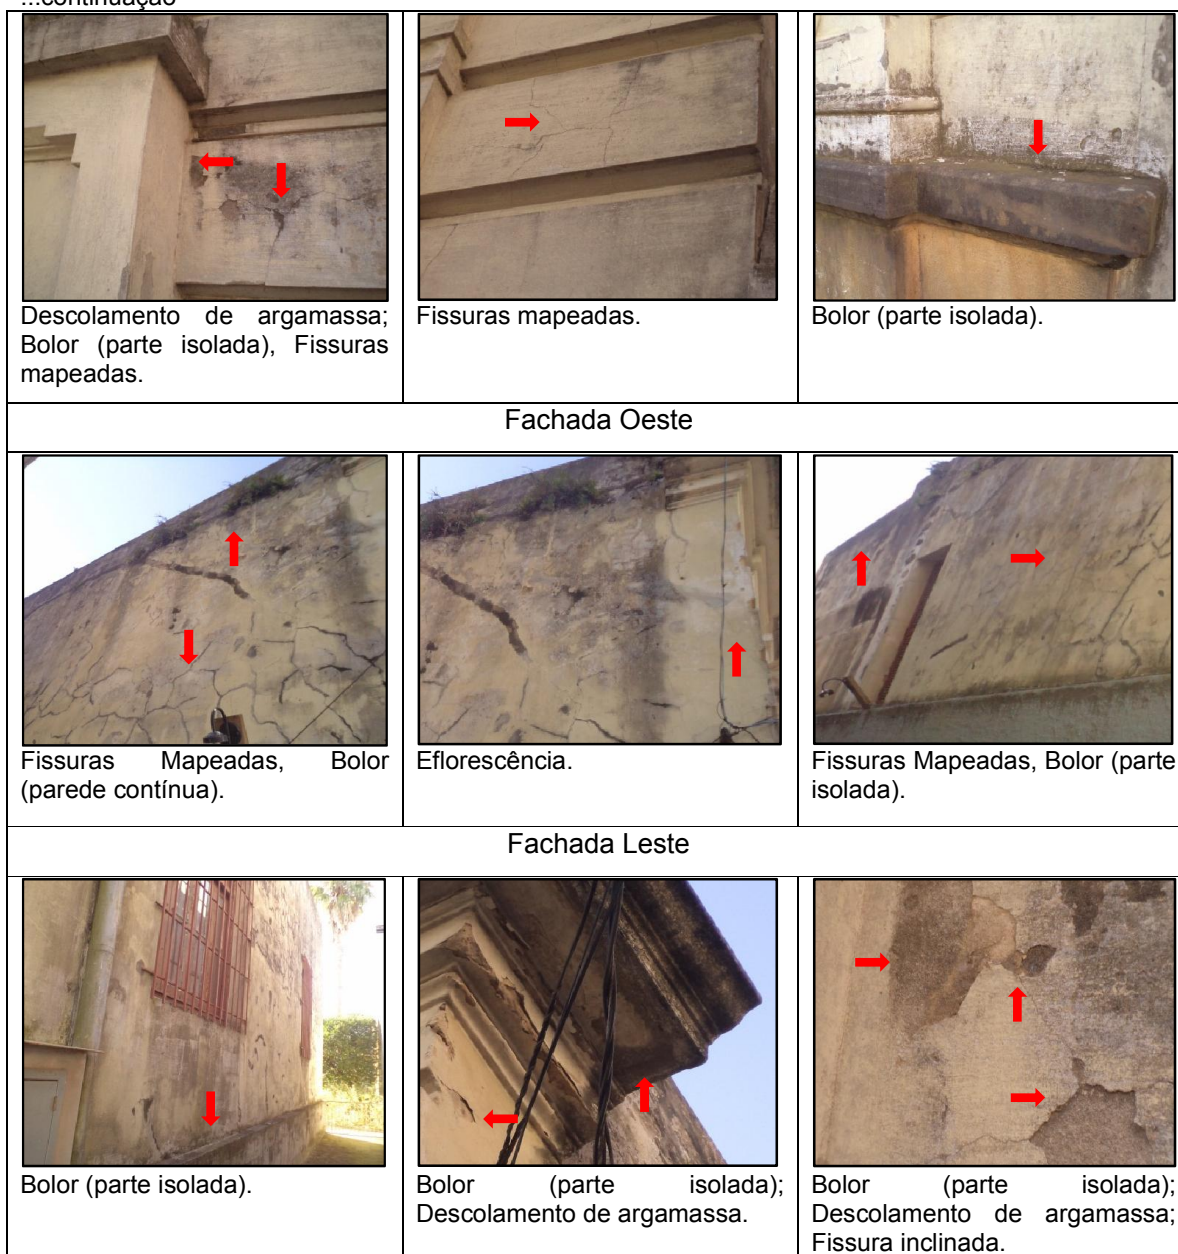 ...continuação
Descolamento de argamassa;
Bolor (parte isolada), Fissuras
mapeadas.
Fissuras mapeadas.
Bolor (parte isolada).
Fachada Oeste
Fissuras Mapeadas, Bolor
(parede contínua).
Eflorescência.
Fissuras Mapeadas, Bolor (parte
isolada).
Fachada Leste
Bolor (parte isolada).
Bolor (parte isolada);
Descolamento de argamassa.
Bolor (parte isolada);
Descolamento de argamassa;
Fissura inclinada.